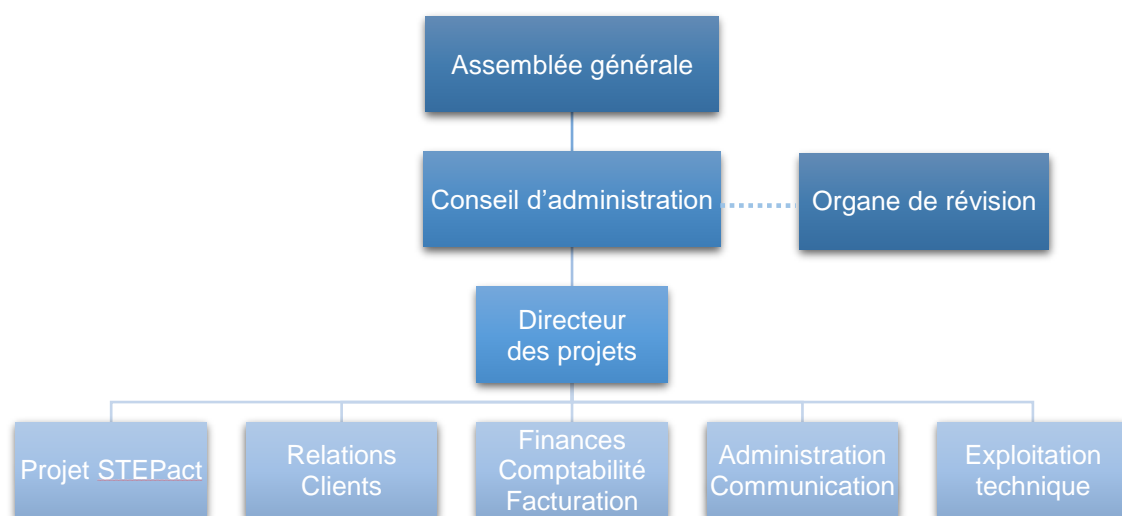 Assemblée générale
Conseil d’administration
Organe de révision
Directeur
des projets
Projet STEPact
Relations
Clients
Finances
Comptabilité
Facturation
Administration
Communication
Exploitation
technique